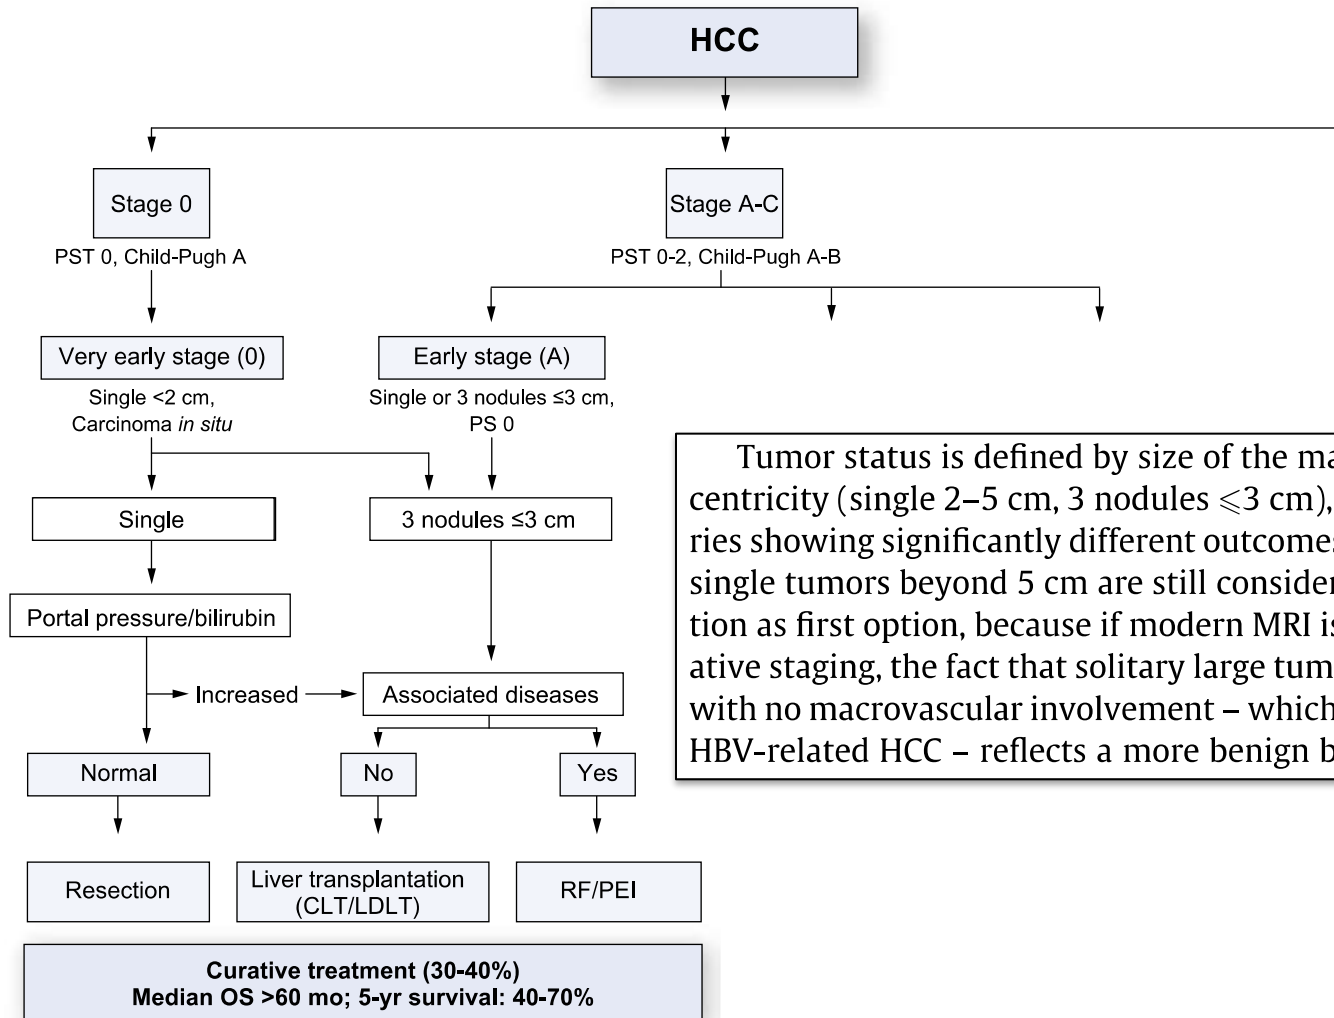 HCC
Stage 0
Stage A-C
PST 0, Child-Pugh A
PST 0-2, Child-Pugh A-B
Very early stage (0)
Early stage (A)
Single <2 cm,
Carcinoma in situ
Single or 3 nodules ≤3 cm,
PS 0
Single
3 nodules ≤3 cm
Portal pressure/bilirubin
Increased
Associated diseases
Normal
No
Yes
Resection
Liver transplantation
(CLT/LDLT)
RF/PEI
Curative treatment (30-40%)
Median OS >60 mo; 5-yr survival: 40-70%
Tumor status is defined by size of the ma
centricity (single 2–5 cm, 3 nodules ⩽3 cm),
ries showing significantly different outcomes
single tumors beyond 5 cm are still consider
tion as first option, because if modern MRI is
ative staging, the fact that solitary large tum
with no macrovascular involvement – which
HBV-related HCC – reflects a more benign b